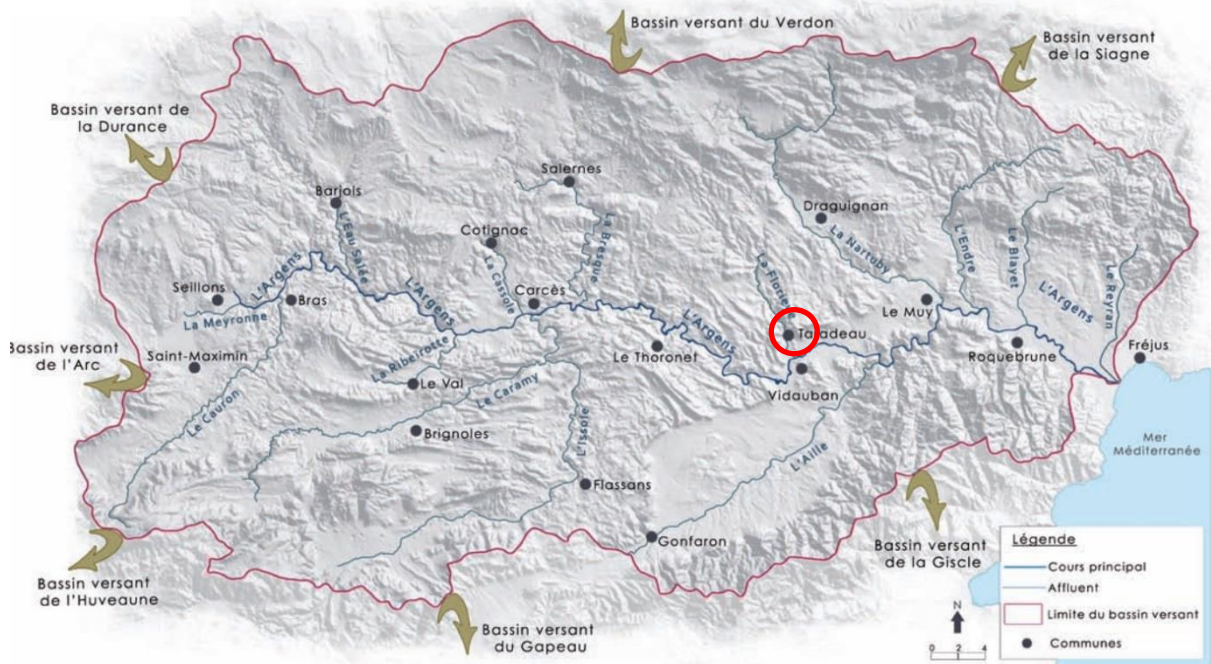 Bassin versant du Verdon
Bassin versant
de la Siagne
Bassin versant de
la Durance
Salernes
Barjols
L'Eau Salée
Cotignac
La Cassole
La Bresque
Draguignan
La Nartuby
L'Endre
Le Blavet
L'Argens
Le Reyran
Seillons
L'Argens
Bras
La Meyronne
L'Argens
Carcès
L'Argens
Taradeau
Le Muy
Bassin versant
de l'Arc
Saint-Maximin
La Ribeirotte
Le Val
Le Thoronet
Vidauban
Roquebrune
Fréjus
Le Cauron
Le Caramy
Brignoles
L'Issole
L'Aille
Mer
Méditerranée
Flassans
Gonfaron
Bassin versant
de la Giscle
Bassin versant
de l'Huveaune
Bassin versant
du Gapeau
Légende
Cours principal
Affluent
Limite du bassin versant
Communes
N
0 2 4